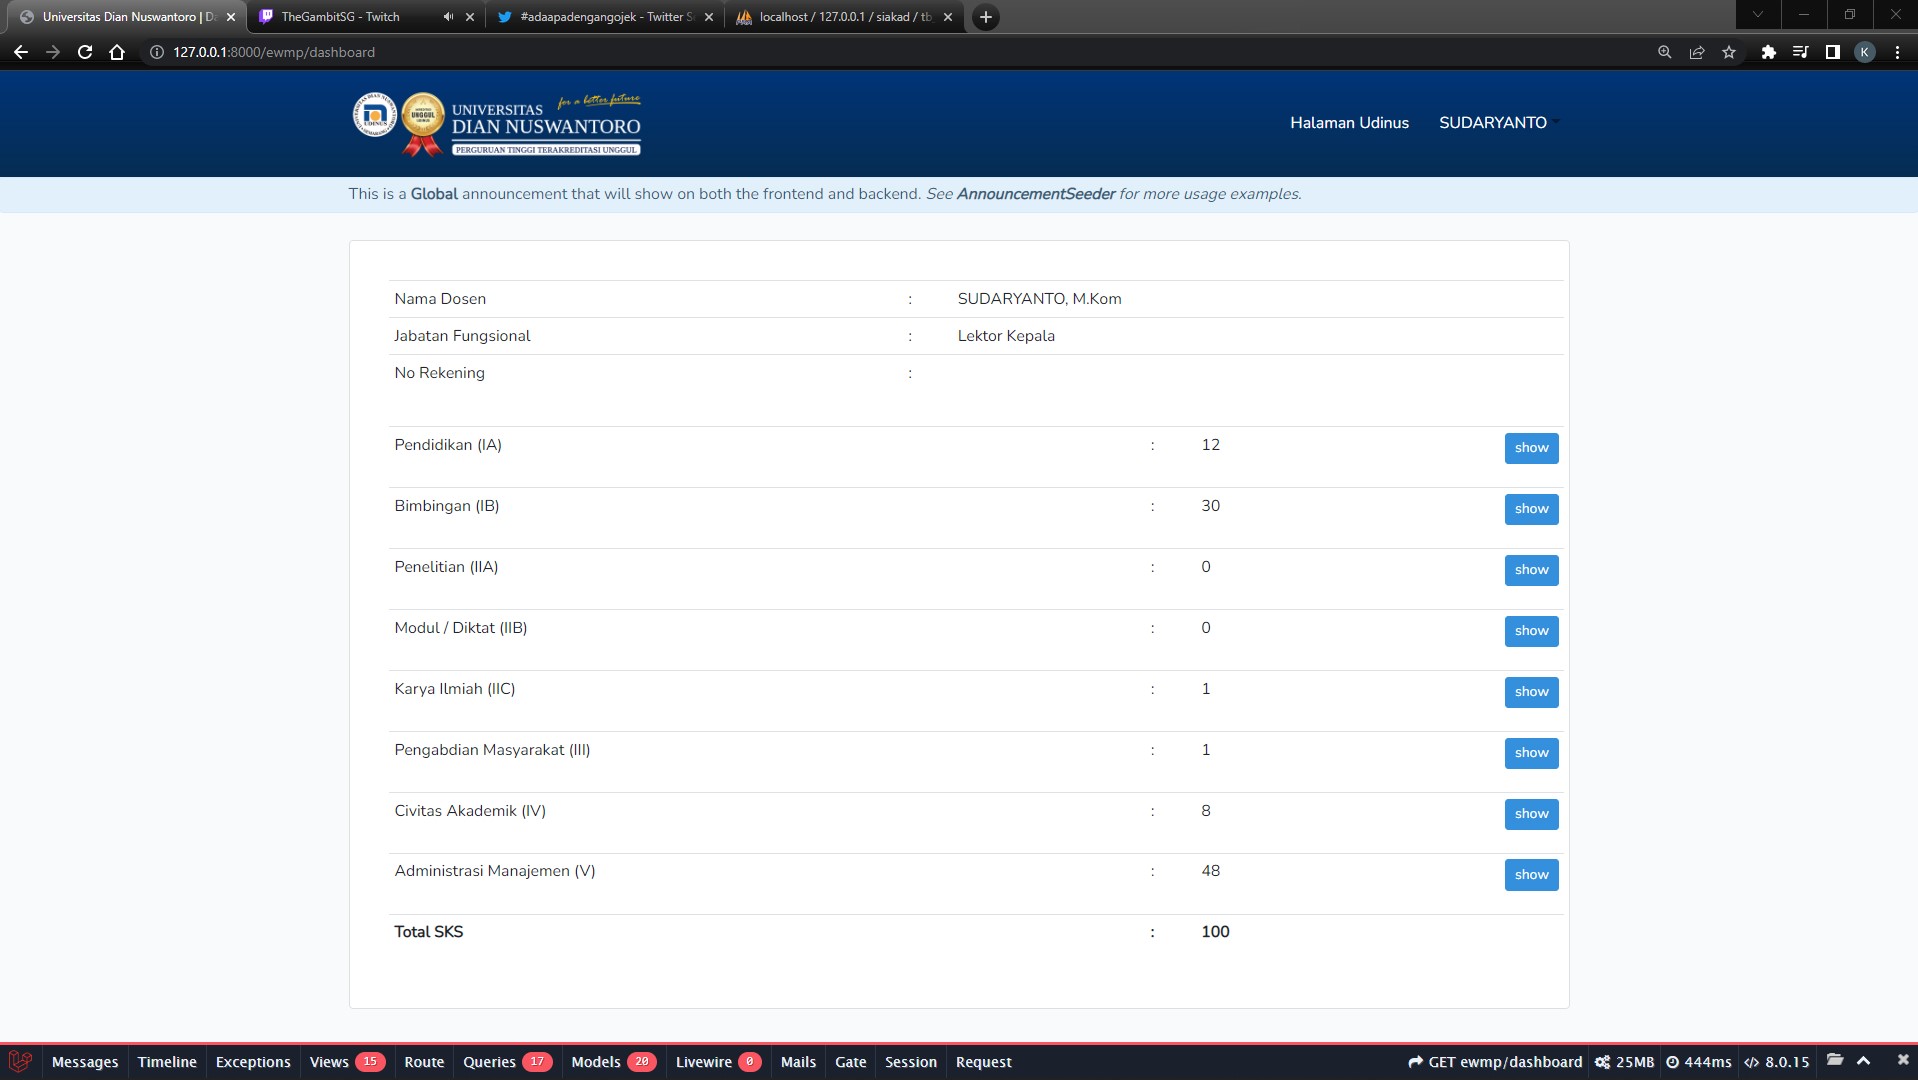 Universitas Dian Nuswantoro | Da
TheGambitSG - Twitch
#adaapadengangojek - Twitter Se
localhost / 127.0.0.1 / siakad / tb_
127.0.0.1:8000/ewmp/dashboard
K
UNIVERSITAS
for a better future
DIAN NUSWANTORO
PERGURUAN TINGGI TERAKREDITASI UNGGUL
UNGGUL
UDINUS
Halaman Udinus
SUDARYANTO
This is a Global announcement that will show on both the frontend and backend. See AnnouncementSeeder for more usage examples.
Nama Dosen : SUDARYANTO, M.Kom
Jabatan Fungsional : Lektor Kepala
No Rekening :
Pendidikan (IA) : 12 show
Bimbingan (IB) : 30 show
Penelitian (IIA) : 0 show
Modul / Diktat (IIB) : 0 show
Karya Ilmiah (IIC) : 1 show
Pengabdian Masyarakat (III) : 1 show
Civitas Akademik (IV) : 8 show
Administrasi Manajemen (V) : 48 show
Total SKS : 100
Messages Timeline Exceptions Views 15 Route Queries 17 Models 20 Livewire 0 Mails Gate Session Request GET ewmp/dashboard 25MB 444ms 8.0.15